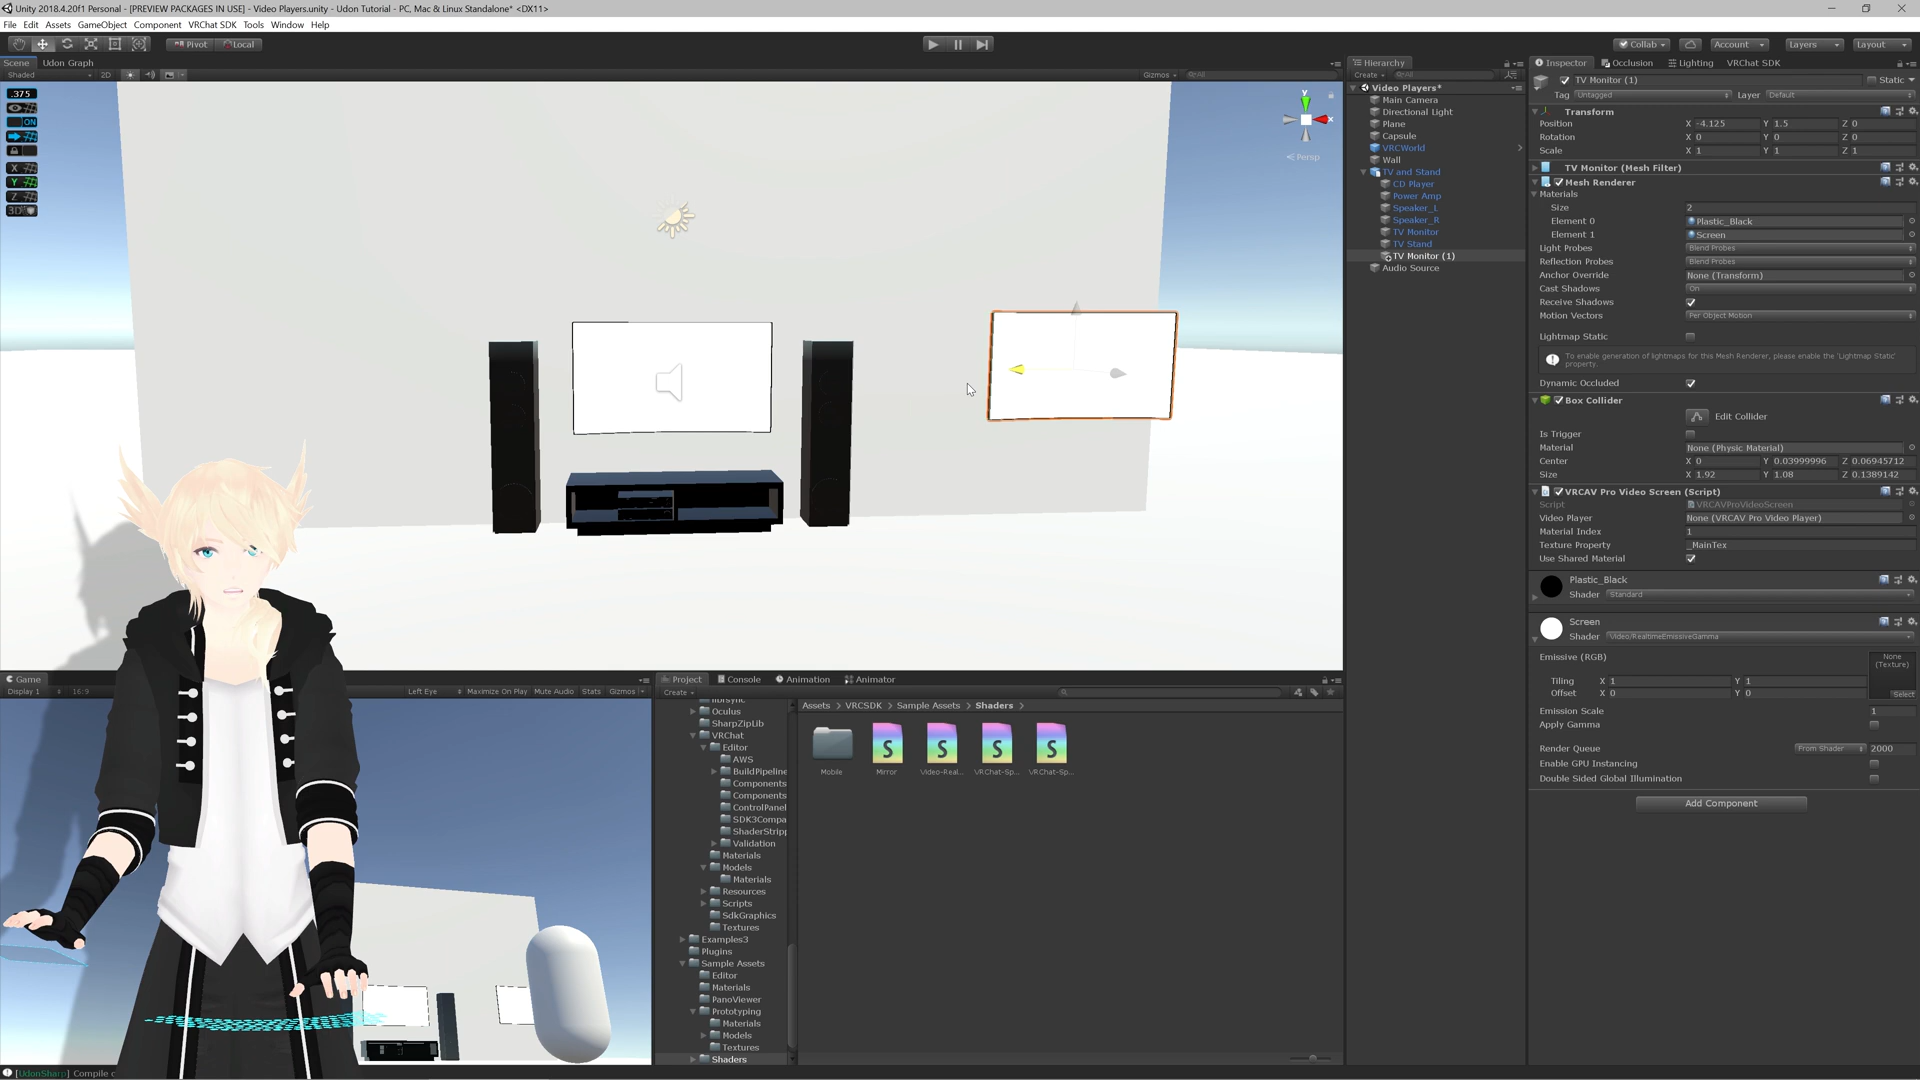 Unity 2018.4.20f1 Personal - [PREVIEW PACKAGES IN USE] - Video Players.unity - Udon Tutorial - PC, Mac & Linux Standalone* <DX11>
File Edit Assets GameObject Component VRChat SDK Tools Window Help
Pivot Local
Collab Account Layers Layout
Scene Udon Graph
Shaded 2D Gizmos All
.375
ON
X
Y
Z
3D
y
x
Persp
Hierarchy
Create All
Video Players*
Main Camera
Directional Light
Plane
Capsule
VRCWorld
Wall
TV and Stand
CD Player
Power Amp
Speaker_L
Speaker_R
TV Monitor
TV Stand
TV Monitor (1)
Audio Source
Inspector Occlusion Lighting VRChat SDK
TV Monitor (1) Static
Tag Untagged Layer Default
Transform
Position X -4.125 Y 1.5 Z 0
Rotation X 0 Y 0 Z 0
Scale X 1 Y 1 Z 1
TV Monitor (Mesh Filter)
Mesh Renderer
Materials
Size 2
Element 0 Plastic_Black
Element 1 Screen
Light Probes Blend Probes
Reflection Probes Blend Probes
Anchor Override None (Transform)
Cast Shadows On
Receive Shadows
Motion Vectors Per Object Motion
Lightmap Static
To enable generation of lightmaps for this Mesh Renderer, please enable the 'Lightmap Static' property.
Dynamic Occluded
Box Collider
Edit Collider
Is Trigger
Material None (Physic Material)
Center X 0 Y 0.03999996 Z 0.06945712
Size X 1.92 Y 1.08 Z 0.1389142
VRCAV Pro Video Screen (Script)
Script VRCAVProVideoScreen
Video Player None (VRCAV Pro Video Player)
Material Index 1
Texture Property _MainTex
Use Shared Material
Plastic_Black
Shader Standard
Screen
Shader Video/RealtimeEmissiveGamma
Emissive (RGB) None (Texture)
Tiling X 1 Y 1
Offset X 0 Y 0 Select
Emission Scale 1
Apply Gamma
Render Queue From Shader 2000
Enable GPU Instancing
Double Sided Global Illumination
Add Component
Game
Display 1 16:9 Left Eye Maximize On Play Mute Audio Stats Gizmos
Project Console Animation Animator
Create
Assets VRCSDK Sample Assets Shaders
Mobile Mirror Video-Real... VRChat-Sp... VRChat-Sp...
librsync
Oculus
SharpZipLib
VRChat
Editor
AWS
BuildPipeline
Components
Components
ControlPanel
SDK3Compa
ShaderStripp
Validation
Materials
Models
Materials
Resources
Scripts
SdkGraphics
Textures
Examples3
Plugins
Sample Assets
Editor
Materials
PanoViewer
Prototyping
Materials
Models
Textures
Shaders
[UdonSharp] Compile c